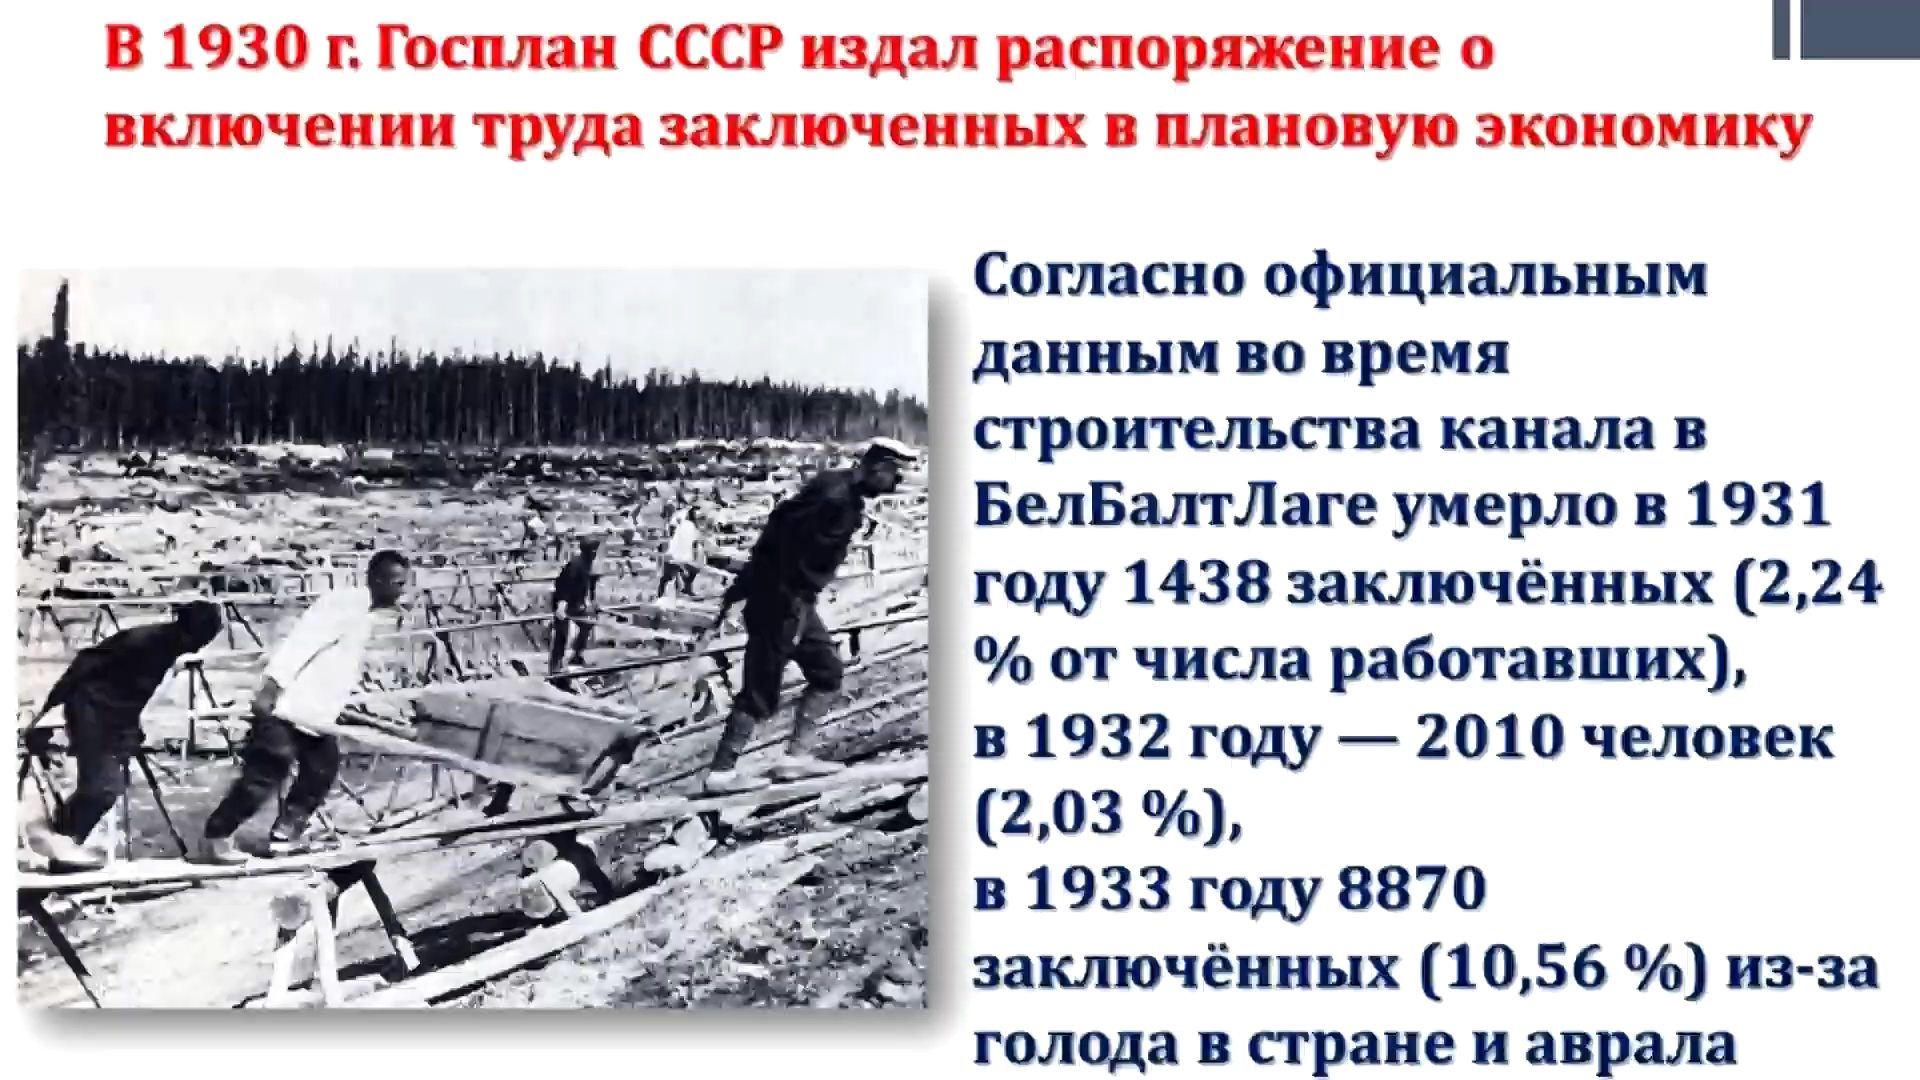 В 1930 г. Госплан СССР издал распоряжение о
включении труда заключенных в плановую экономику
Согласно официальным
данным во время
строительства канала в
БелБалтЛаге умерло в 1931
году 1438 заключённых (2,24
% от числа работавших),
в 1932 году — 2010 человек
(2,03 %),
в 1933 году 8870
заключённых (10,56 %) из-за
голода в стране и аврала